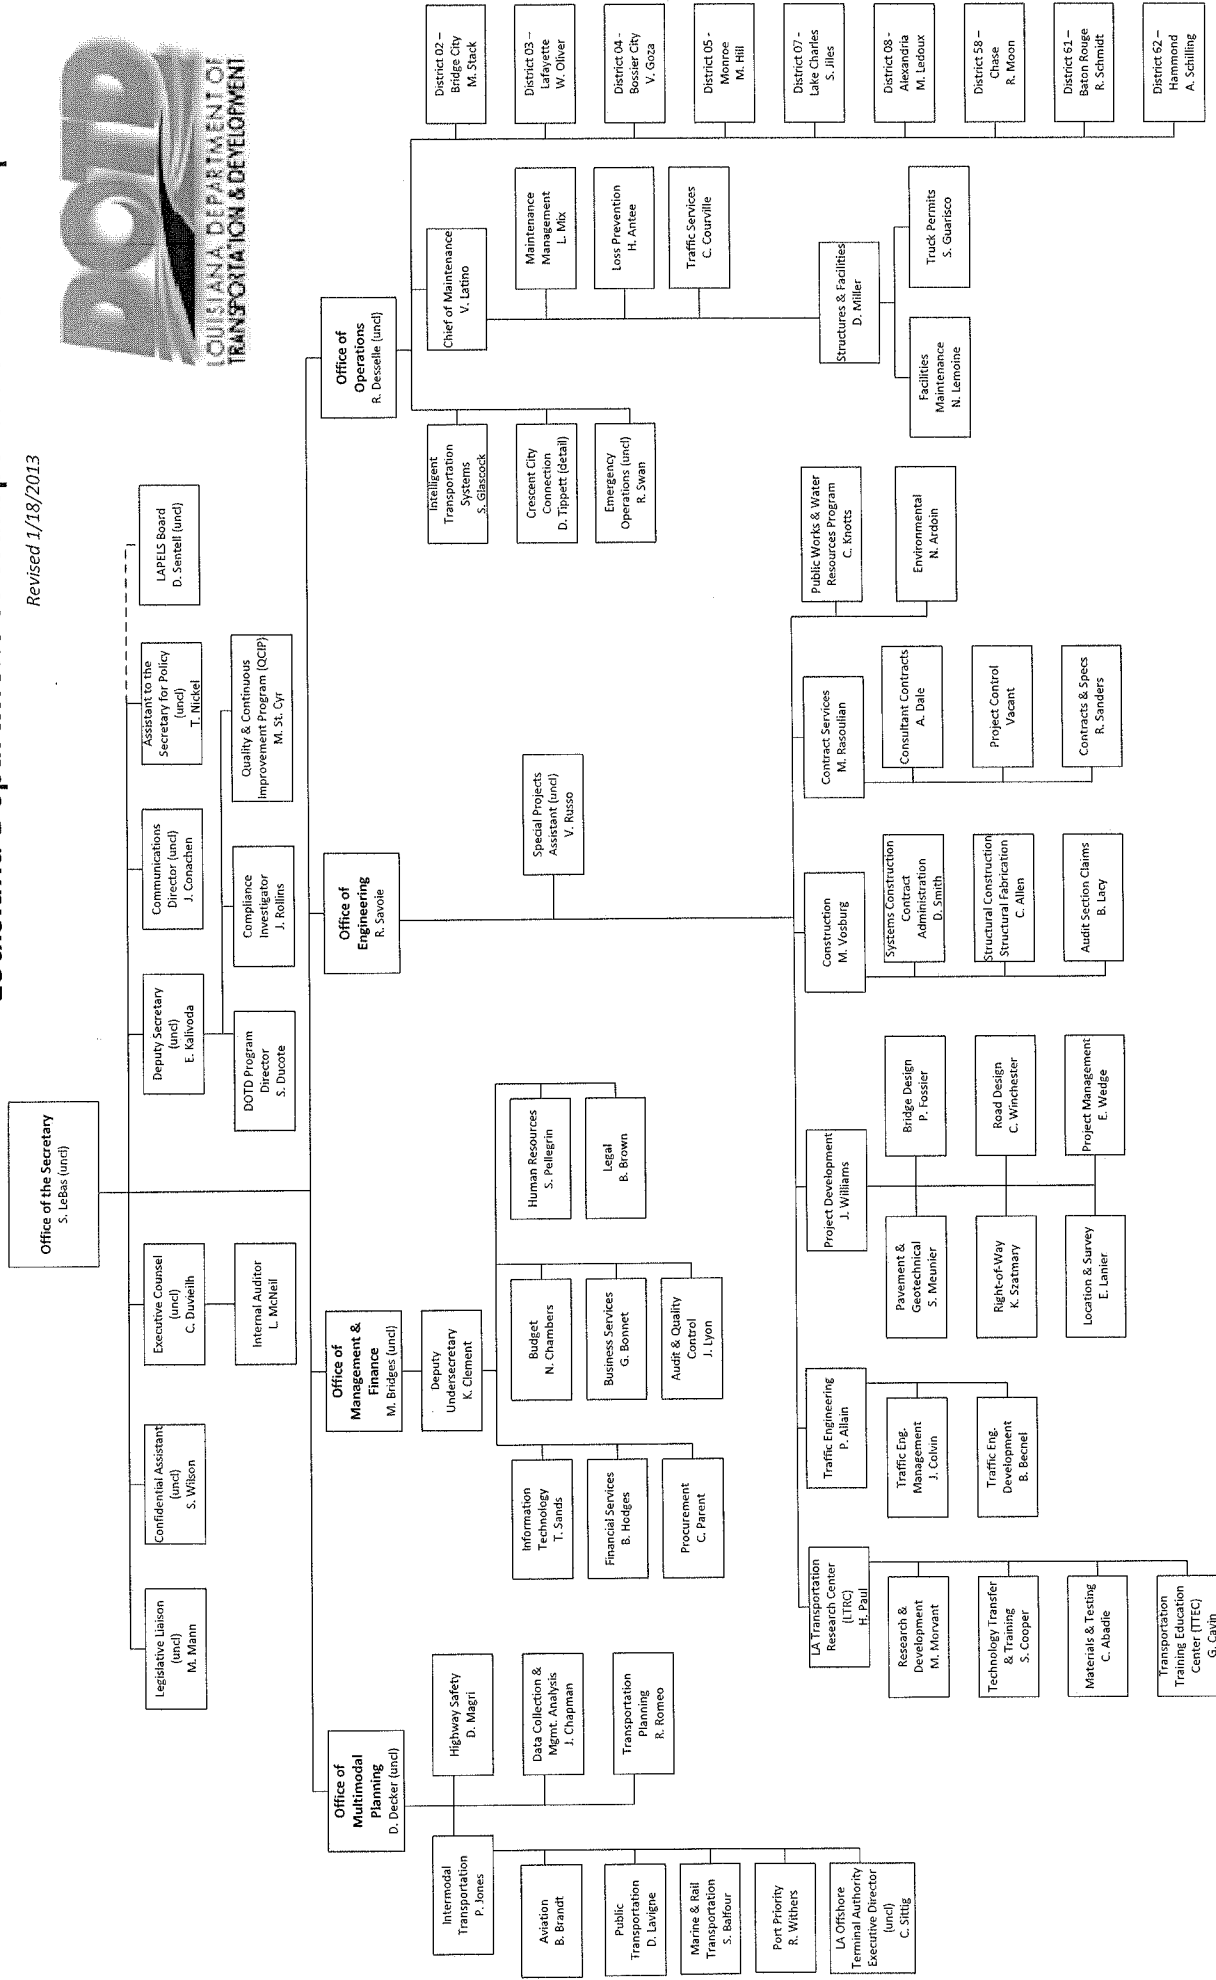 Revised 1/18/2013
DOTD
LOUISIANA DEPARTMENT OF
TRANSPORTATION & DEVELOPMENT
Office of the Secretary
S. LeBas (uncl)
Legislative Liaison
(uncl)
M. Mann
Confidential Assistant
(uncl)
S. Wilson
Executive Counsel
(uncl)
C. Duvieilh
Internal Auditor
L. McNeil
Deputy Secretary
(uncl)
E. Kalivoda
Communications
Director (uncl)
J. Conachen
Assistant to the
Secretary for Policy
(uncl)
T. Nickel
LAPELS Board
D. Sentell (uncl)
DOTD Program
Director
S. Ducote
Compliance
Investigator
J. Rollins
Quality & Continuous
Improvement Program (QCIP)
M. St. Cyr
Office of
Multimodal
Planning
D. Decker (uncl)
Intermodal
Transportation
P. Jones
Highway Safety
D. Magri
Data Collection &
Mgmt. Analysis
J. Chapman
Transportation
Planning
R. Romeo
Aviation
B. Brandt
Public
Transportation
D. Lavigne
Marine & Rail
Transportation
S. Balfour
Port Priority
R. Withers
LA Offshore
Terminal Authority
Executive Director
(uncl)
C. Sittig
Office of
Management &
Finance
M. Bridges (uncl)
Deputy
Undersecretary
K. Clement
Information
Technology
T. Sands
Financial Services
B. Hodges
Procurement
C. Parent
Budget
N. Chambers
Business Services
G. Bonnet
Audit & Quality
Control
J. Lyon
Human Resources
S. Pellegrin
Legal
B. Brown
Office of
Engineering
R. Savoie
Special Projects
Assistant (uncl)
V. Russo
LA Transportation
Research Center
(LTRC)
H. Paul
Research &
Development
M. Morvant
Technology Transfer
& Training
S. Cooper
Materials & Testing
C. Abadie
Transportation
Training Education
Center (TTEC)
G. Gavin
Traffic Engineering
P. Allain
Traffic Eng.
Management
J. Colvin
Traffic Eng.
Development
B. Becnel
Project Development
J. Williams
Pavement &
Geotechnical
S. Meunier
Right-of-Way
K. Szatmary
Location & Survey
E. Lanier
Bridge Design
P. Fossier
Road Design
C. Winchester
Project Management
E. Wedge
Construction
M. Vosburg
Systems Construction
Contract
Administration
D. Smith
Structural Construction
Structural Fabrication
C. Allen
Audit Section Claims
B. Lacy
Contract Services
M. Rasoulian
Consultant Contracts
A. Dale
Project Control
Vacant
Contracts & Specs
R. Sanders
Public Works & Water
Resources Program
C. Knotts
Environmental
N. Ardoin
Office of
Operations
R. Desselle (uncl)
Intelligent
Transportation
Systems
S. Glascock
Crescent City
Connection
D. Tippett (detail)
Emergency
Operations (uncl)
R. Swan
Chief of Maintenance
V. Latino
Maintenance
Management
L. Mix
Loss Prevention
H. Antee
Traffic Services
C. Courville
Structures & Facilities
D. Miller
Facilities
Maintenance
N. Lemoine
Truck Permits
S. Guarisco
District 02 –
Bridge City
M. Stack
District 03 –
Lafayette
W. Oliver
District 04 -
Bossier City
V. Goza
District 05 -
Monroe
M. Hill
District 07 -
Lake Charles
S. Jiles
District 08 -
Alexandria
M. Ledoux
District 58 –
Chase
R. Moon
District 61 –
Baton Rouge
R. Schmidt
District 62 –
Hammond
A. Schilling